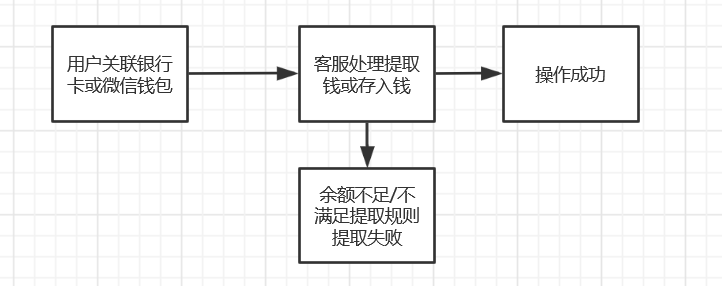 用户关联银行
卡或微信钱包
客服处理提取
钱或存入钱
操作成功
余额不足/不
满足提取规则
提取失败